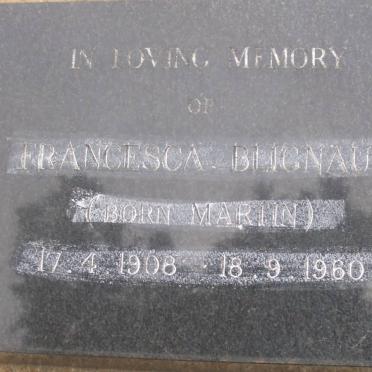 IN LOVING MEMORY
OF
FRANCESCA BLIGNAU
(BORN MARTIN)
17.4.1908 18.9.1960